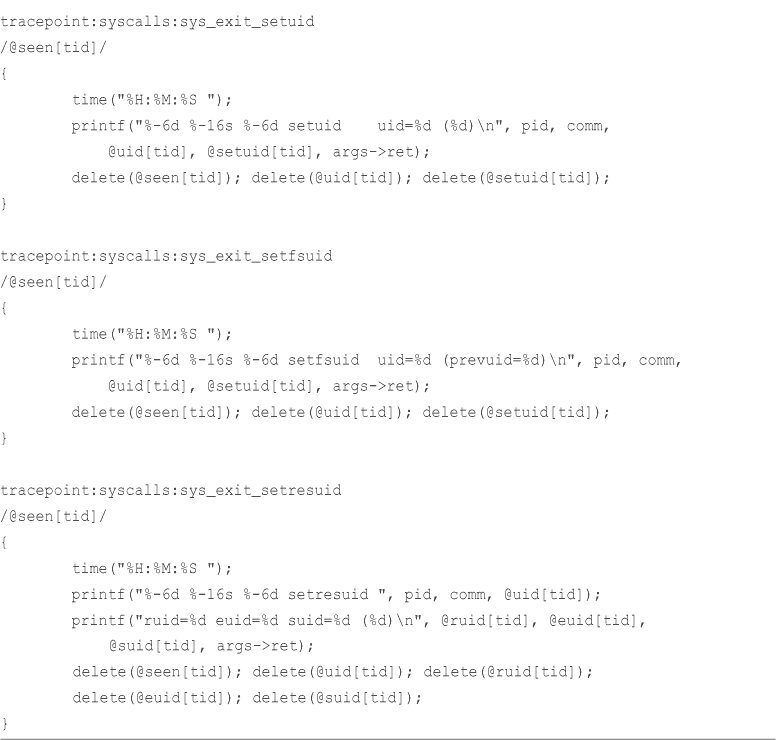 tracepoint:syscalls:sys_exit_setuid
/@seen[tid]/
{
        time("%H:%M:%S ");
        printf("%-6d %-16s %-6d setuid    uid=%d (%d)\n", pid, comm,
            @uid[tid], @setuid[tid], args->ret);
        delete(@seen[tid]); delete(@uid[tid]); delete(@setuid[tid]);
}

tracepoint:syscalls:sys_exit_setfsuid
/@seen[tid]/
{
        time("%H:%M:%S ");
        printf("%-6d %-16s %-6d setfsuid  uid=%d (prevuid=%d)\n", pid, comm,
            @uid[tid], @setuid[tid], args->ret);
        delete(@seen[tid]); delete(@uid[tid]); delete(@setuid[tid]);
}

tracepoint:syscalls:sys_exit_setresuid
/@seen[tid]/
{
        time("%H:%M:%S ");
        printf("%-6d %-16s %-6d setresuid ", pid, comm, @uid[tid]);
        printf("ruid=%d euid=%d suid=%d (%d)\n", @ruid[tid], @euid[tid],
            @suid[tid], args->ret);
        delete(@seen[tid]); delete(@uid[tid]); delete(@ruid[tid]);
        delete(@euid[tid]); delete(@suid[tid]);
}